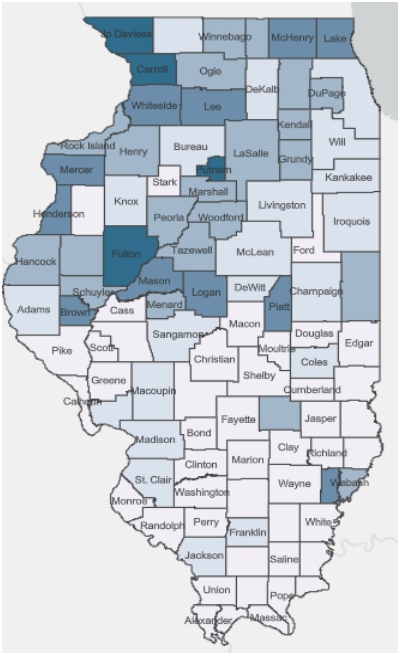 Jo Daviess
Winnebago
McHenry
Lake
Carroll
Ogle
DeKalb
DuPage
Whiteside
Lee
Kendall
Rock Island
Henry
Bureau
LaSalle
Will
Grundy
Mercer
Putnam
Stark
Kankakee
Marshall
Henderson
Knox
Peoria
Woodford
Livingston
Iroquois
Fulton
Tazewell
McLean
Ford
Hancock
Mason
Logan
DeWitt
Champaign
Schuyler
Menard
Piatt
Adams
Brown
Cass
Macon
Sangamon
Douglas
Edgar
Pike
Scott
Christian
Moultrie
Coles
Shelby
Greene
Macoupin
Cumberland
Calhoun
Fayette
Jasper
Madison
Bond
Clay
Richland
Clinton
Marion
St. Clair
Wayne
Wabash
Washington
Monroe
Randolph
Perry
White
Franklin
Jackson
Saline
Union
Pope
Alexander
Massac